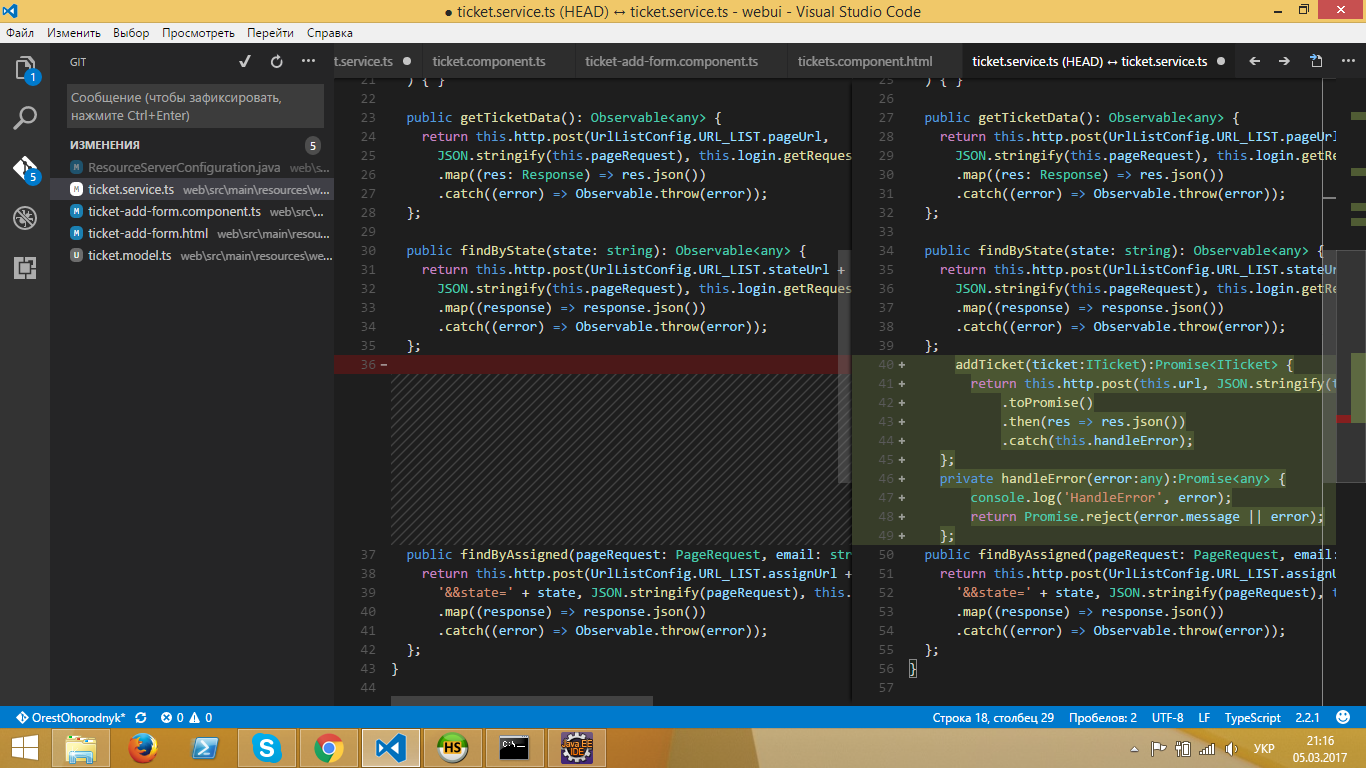 ● ticket.service.ts (HEAD) ↔ ticket.service.ts - webui - Visual Studio Code
Файл Изменить Выбор Просмотреть Перейти Справка
GIT
Сообщение (чтобы зафиксировать, нажмите Ctrl+Enter)
ИЗМЕНЕНИЯ 5
ResourceServerConfiguration.java web\s...
ticket.service.ts web\src\main\resources\w...
ticket-add-form.component.ts web\src\...
ticket-add-form.html web\src\main\resou...
ticket.model.ts web\src\main\resources\we...
1
5
M
M
M
M
U
t.service.ts ● ticket.component.ts ticket-add-form.component.ts tickets.component.html ticket.service.ts (HEAD) ↔ ticket.service.ts ●
21 ) { }
22
23 public getTicketData(): Observable<any> {
24 return this.http.post(UrlListConfig.URL_LIST.pageUrl,
25 JSON.stringify(this.pageRequest), this.login.getReques
26 .map((res: Response) => res.json())
27 .catch((error) => Observable.throw(error));
28 };
29
30 public findByState(state: string): Observable<any> {
31 return this.http.post(UrlListConfig.URL_LIST.stateUrl +
32 JSON.stringify(this.pageRequest), this.login.getReques
33 .map((response) => response.json())
34 .catch((error) => Observable.throw(error));
35 };
36 −
37 public findByAssigned(pageRequest: PageRequest, email: str
38 return this.http.post(UrlListConfig.URL_LIST.assignUrl +
39 '&&state=' + state, JSON.stringify(pageRequest), this.
40 .map((response) => response.json())
41 .catch((error) => Observable.throw(error));
42 };
43 }
44
25 ) { }
26
27 public getTicketData(): Observable<any> {
28 return this.http.post(UrlListConfig.URL_LIST.pageUrl
29 JSON.stringify(this.pageRequest), this.login.getRe
30 .map((res: Response) => res.json())
31 .catch((error) => Observable.throw(error));
32 };
33
34 public findByState(state: string): Observable<any> {
35 return this.http.post(UrlListConfig.URL_LIST.stateUr
36 JSON.stringify(this.pageRequest), this.login.getRe
37 .map((response) => response.json())
38 .catch((error) => Observable.throw(error));
39 };
40 + addTicket(ticket:ITicket):Promise<ITicket> {
41 + return this.http.post(this.url, JSON.stringify(t
42 + .toPromise()
43 + .then(res => res.json())
44 + .catch(this.handleError);
45 + };
46 + private handleError(error:any):Promise<any> {
47 + console.log('HandleError', error);
48 + return Promise.reject(error.message || error);
49 + };
50 public findByAssigned(pageRequest: PageRequest, email:
51 return this.http.post(UrlListConfig.URL_LIST.assignU
52 '&&state=' + state, JSON.stringify(pageRequest), t
53 .map((response) => response.json())
54 .catch((error) => Observable.throw(error));
55 };
56 }
57
OrestOhorodnyk* 0 0 Строка 18, столбец 29 Пробелов: 2 UTF-8 LF TypeScript 2.2.1
HS
C:\
Java EE
IDE
УКР
21:16
05.03.2017